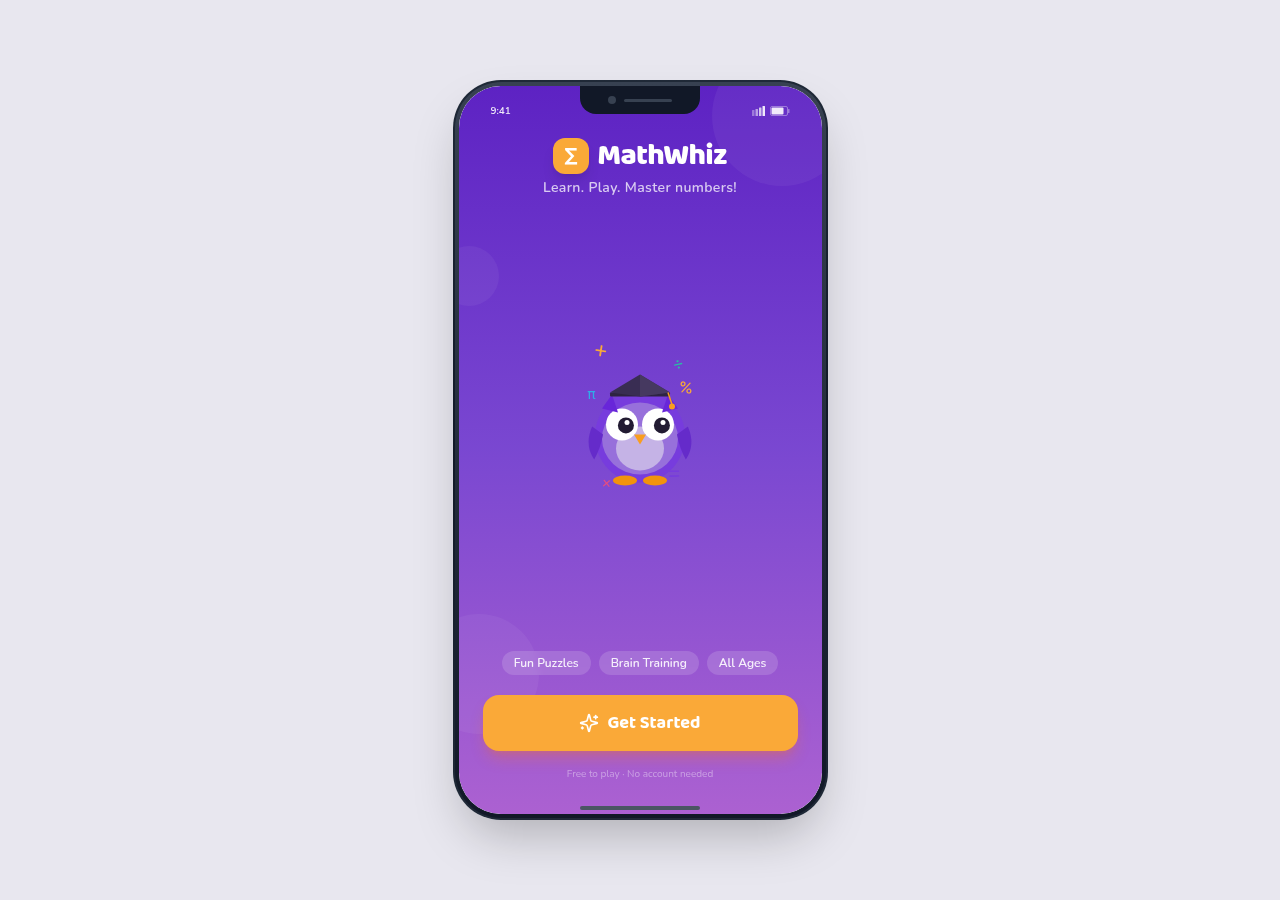 9:41
Σ MathWhiz
Learn. Play. Master numbers!
+
÷
%
π
×
Fun Puzzles Brain Training All Ages
Get Started
Free to play · No account needed